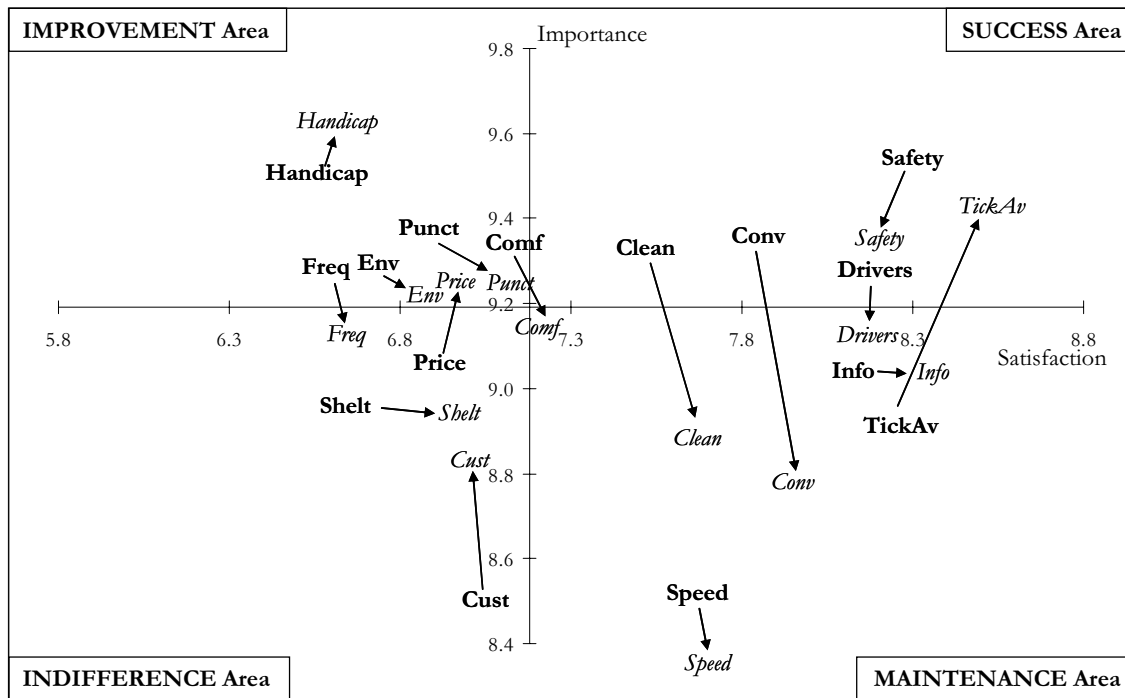 IMPROVEMENT Area
SUCCESS Area
Importance
9.8
Handicap
9.6
Handicap
Safety
9.4
TickAv
Punct
Comf
Clean
Conv
Safety
Freq
Env
Price
Punct
Drivers
Env
9.2
Freq
Comf
Drivers
5.8
6.3
6.8
7.3
7.8
8.3
8.8
Price
Satisfaction
Info
Info
9.0
Shelt
Shelt
TickAv
Clean
Cust
8.8
Conv
8.6
Cust
Speed
8.4
Speed
INDIFFERENCE Area
MAINTENANCE Area